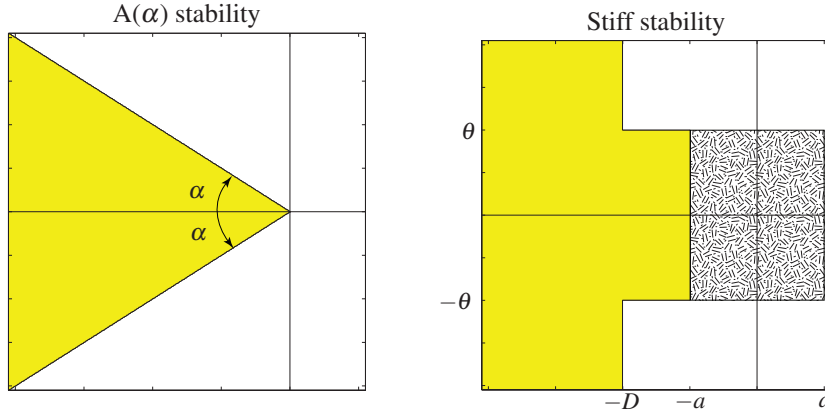 A(α) stability
α
α
Stiff stability
θ
−θ
−D
−a
a